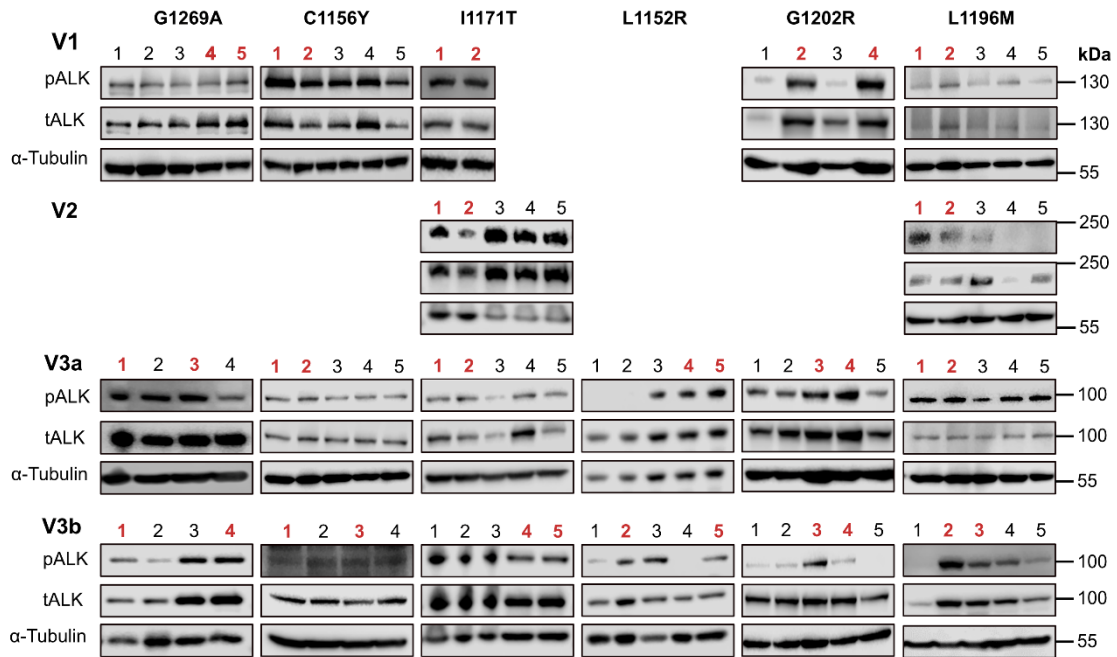 G1269A C1156Y I1171T L1152R G1202R L1196M
V1
1 2 3 4 5 1 2 3 4 5 1 2 1 2 3 4 1 2 3 4 5 kDa
pALK 130
tALK 130
α-Tubulin 55
V2 1 2 3 4 5 1 2 3 4 5 250
250
55
V3a 1 2 3 4 1 2 3 4 5 1 2 3 4 5 1 2 3 4 5 1 2 3 4 5 1 2 3 4 5
pALK 100
tALK 100
α-Tubulin 55
V3b 1 2 3 4 1 2 3 4 1 2 3 4 5 1 2 3 4 5 1 2 3 4 5 1 2 3 4 5
pALK 100
tALK 100
α-Tubulin 55